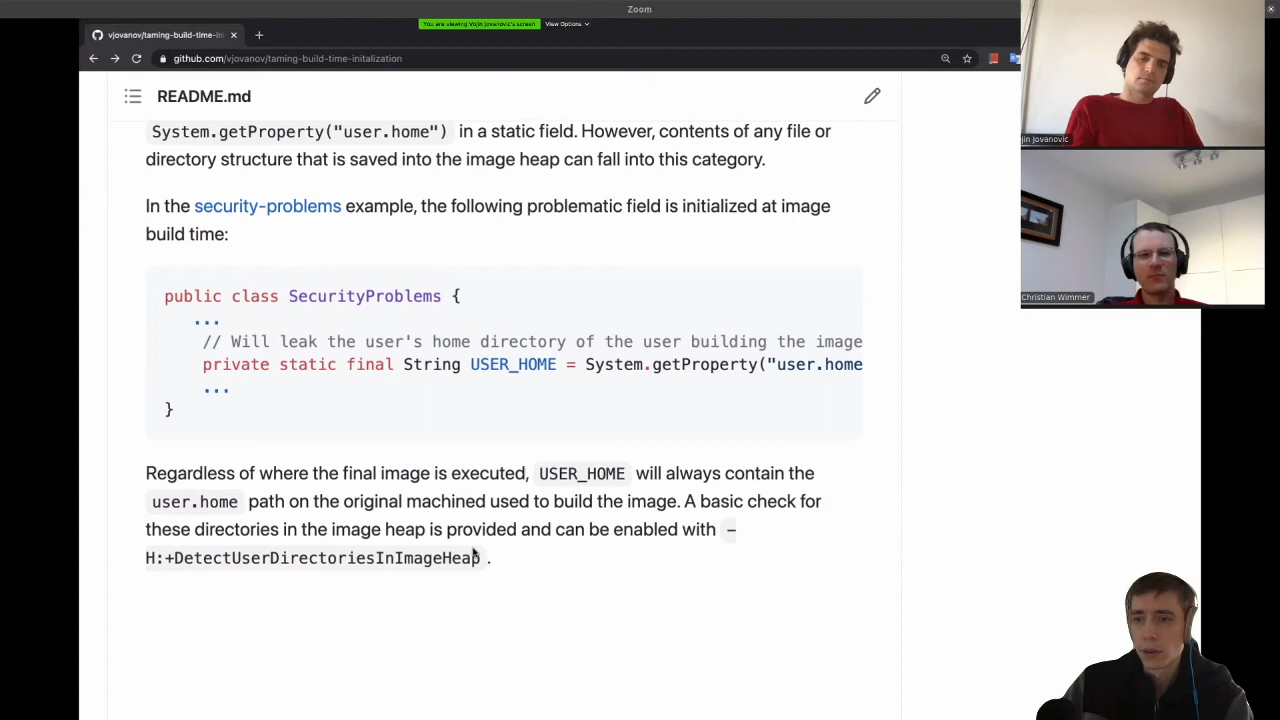 Zoom
You are viewing Vojin Jovanovic's screen
View Options
vjovanov/taming-build-time-ini
github.com/vjovanov/taming-build-time-initalization
README.md
System.getProperty("user.home") in a static field. However, contents of any file or
directory structure that is saved into the image heap can fall into this category.
In the security-problems example, the following problematic field is initialized at image
build time:
public class SecurityProblems {
...
// Will leak the user's home directory of the user building the image
private static final String USER_HOME = System.getProperty("user.home
...
}
Regardless of where the final image is executed, USER_HOME will always contain the
user.home path on the original machined used to build the image. A basic check for
these directories in the image heap is provided and can be enabled with -
H:+DetectUserDirectoriesInImageHeap .
jin Jovanovic
Christian Wimmer